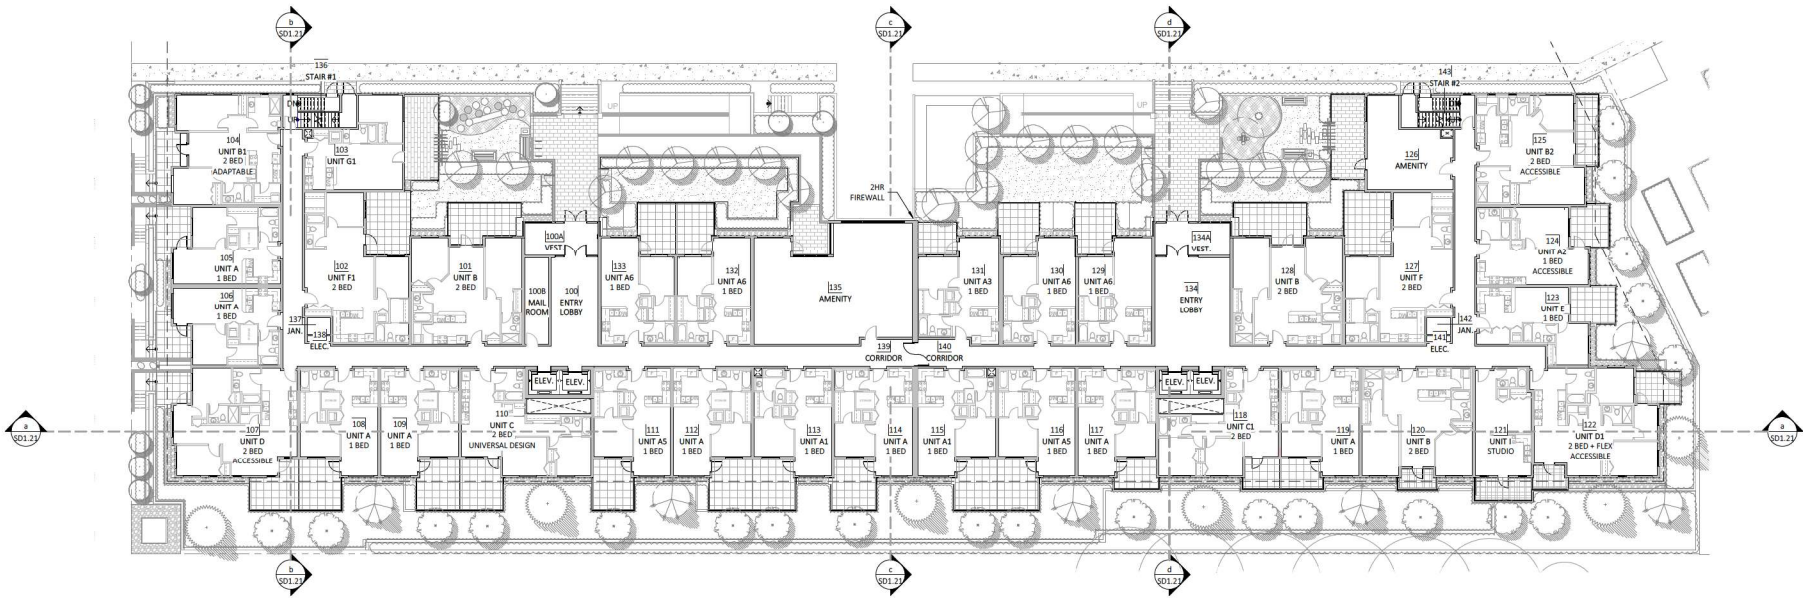 b
SD1.21
c
SD1.21
d
SD1.21
136
STAIR #1
143
STAIR #2
DN
UP
UP
UP
104
UNIT B1
2 BED
ADAPTABLE
103
UNIT G1
126
AMENITY
125
UNIT B2
2 BED
ACCESSIBLE
2HR
FIREWALL
105
UNIT A
1 BED
102
UNIT F1
2 BED
101
UNIT B
2 BED
100A
VEST.
100B
MAIL
ROOM
100
ENTRY
LOBBY
133
UNIT A6
1 BED
132
UNIT A6
1 BED
135
AMENITY
131
UNIT A3
1 BED
130
UNIT A6
1 BED
129
UNIT A6
1 BED
134A
VEST.
134
ENTRY
LOBBY
128
UNIT B
2 BED
127
UNIT F
2 BED
124
UNIT A2
1 BED
ACCESSIBLE
106
UNIT A
1 BED
137
JAN.
138
ELEC.
139
CORRIDOR
140
CORRIDOR
142
JAN.
141
ELEC.
123
UNIT E
1 BED
ELEV.
ELEV.
ELEV.
ELEV.
a
SD1.21
107
UNIT D
2 BED
ACCESSIBLE
108
UNIT A
1 BED
109
UNIT A
1 BED
110
UNIT C
2 BED
UNIVERSAL DESIGN
111
UNIT A5
1 BED
112
UNIT A
1 BED
113
UNIT A1
1 BED
114
UNIT A
1 BED
115
UNIT A1
1 BED
116
UNIT A5
1 BED
117
UNIT A
1 BED
118
UNIT C1
2 BED
119
UNIT A
1 BED
120
UNIT B
2 BED
121
UNIT I
STUDIO
122
UNIT D1
2 BED + FLEX
ACCESSIBLE
a
SD1.21
b
SD1.21
c
SD1.21
d
SD1.21